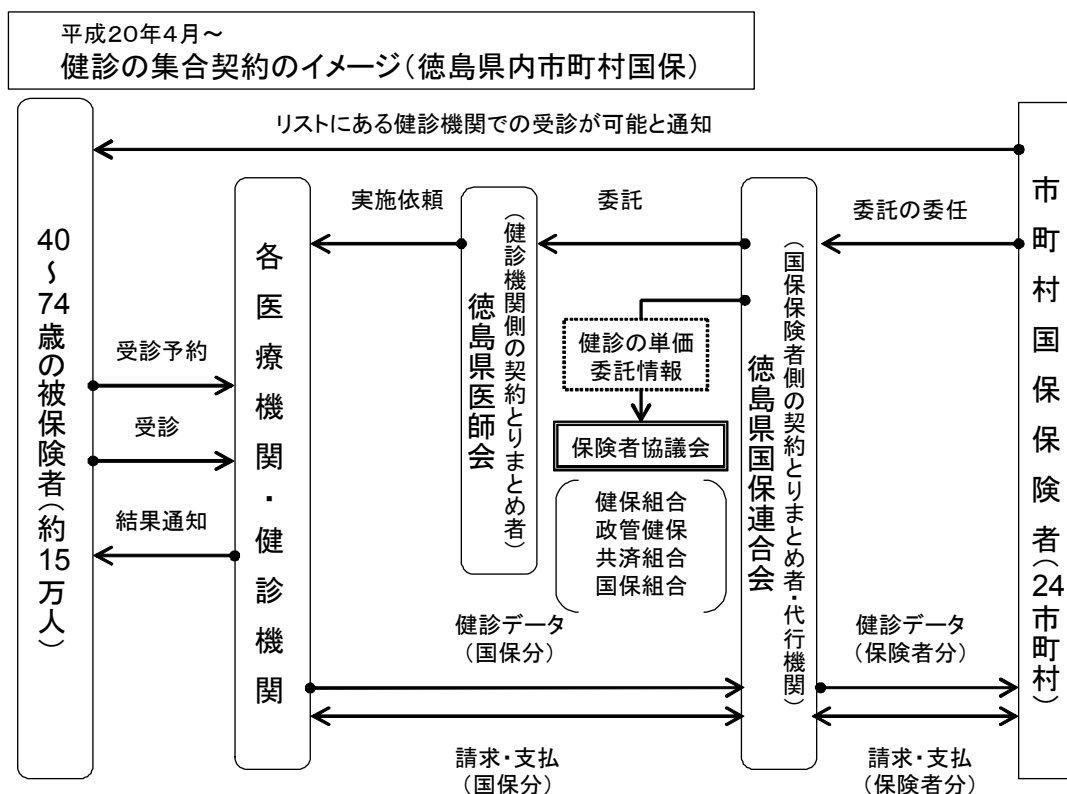 平成20年4月～
健診の集合契約のイメージ(徳島県内市町村国保)
リストにある健診機関での受診が可能と通知
40～74歳の被保険者(約15万人)
受診予約
受診
結果通知
各医療機関・健診機関
実施依頼
(健診機関側の契約とりまとめ者)
徳島県医師会
委託
健診の単価
委託情報
保険者協議会
健保組合
政管健保
共済組合
国保組合
(国保保険者側の契約とりまとめ者・代行機関)
徳島県国保連合会
委託の委任
市町村国保保険者(24市町村)
健診データ
(国保分)
健診データ
(保険者分)
請求・支払
(国保分)
請求・支払
(保険者分)